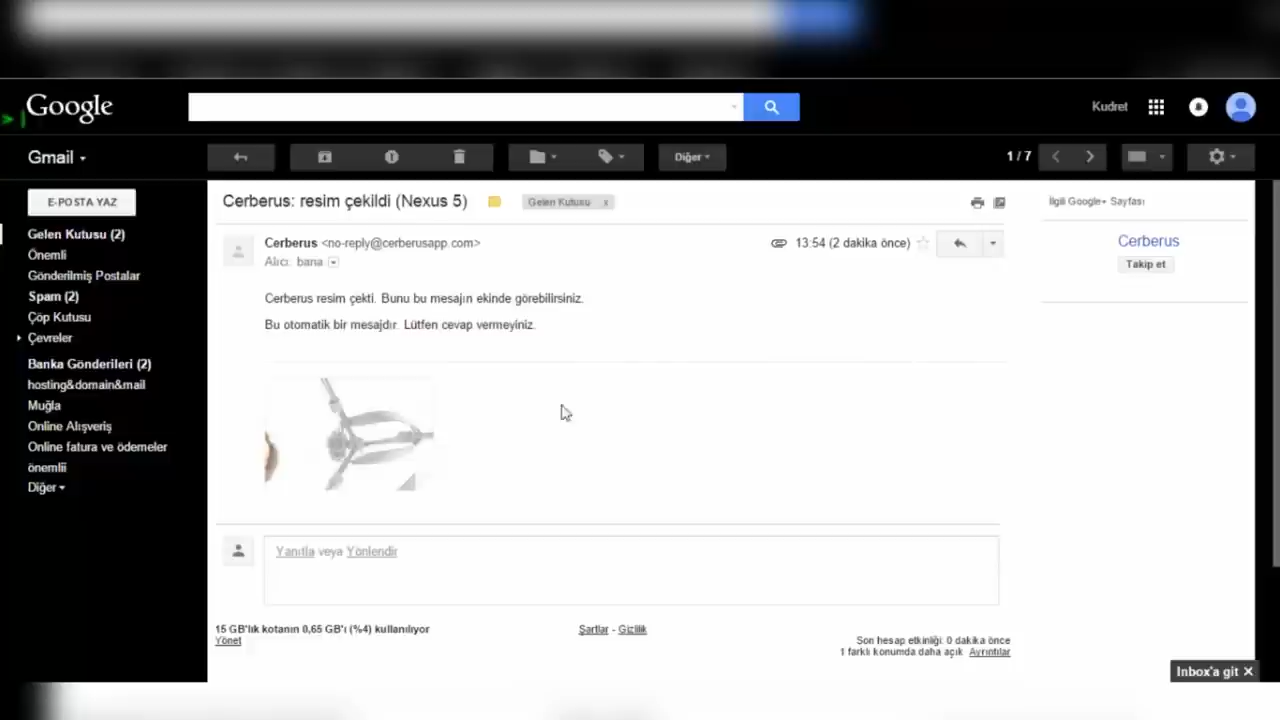 Google
Kudret
Gmail
Diğer
1 / 7
E-POSTA YAZ
Gelen Kutusu (2)
Önemli
Gönderilmiş Postalar
Spam (2)
Çöp Kutusu
Çevreler
Banka Gönderileri (2)
hosting&domain&mail
Muğla
Online Alışveriş
Online fatura ve ödemeler
önemlii
Diğer
Cerberus: resim çekildi (Nexus 5)
Gelen Kutusu x
Cerberus <no-reply@cerberusapp.com>
13:54 (2 dakika önce)
Alıcı: bana
Cerberus resim çekti. Bunu bu mesajın ekinde görebilirsiniz.
Bu otomatik bir mesajdır. Lütfen cevap vermeyiniz.
Yanıtla veya Yönlendir
15 GB'lık kotanın 0,65 GB'ı (%4) kullanılıyor
Yönet
Şartlar - Gizlilik
Son hesap etkinliği: 0 dakika önce
1 farklı konumda daha açık Ayrıntılar
İlgili Google+ Sayfası
Cerberus
Takip et
Inbox'a git ×